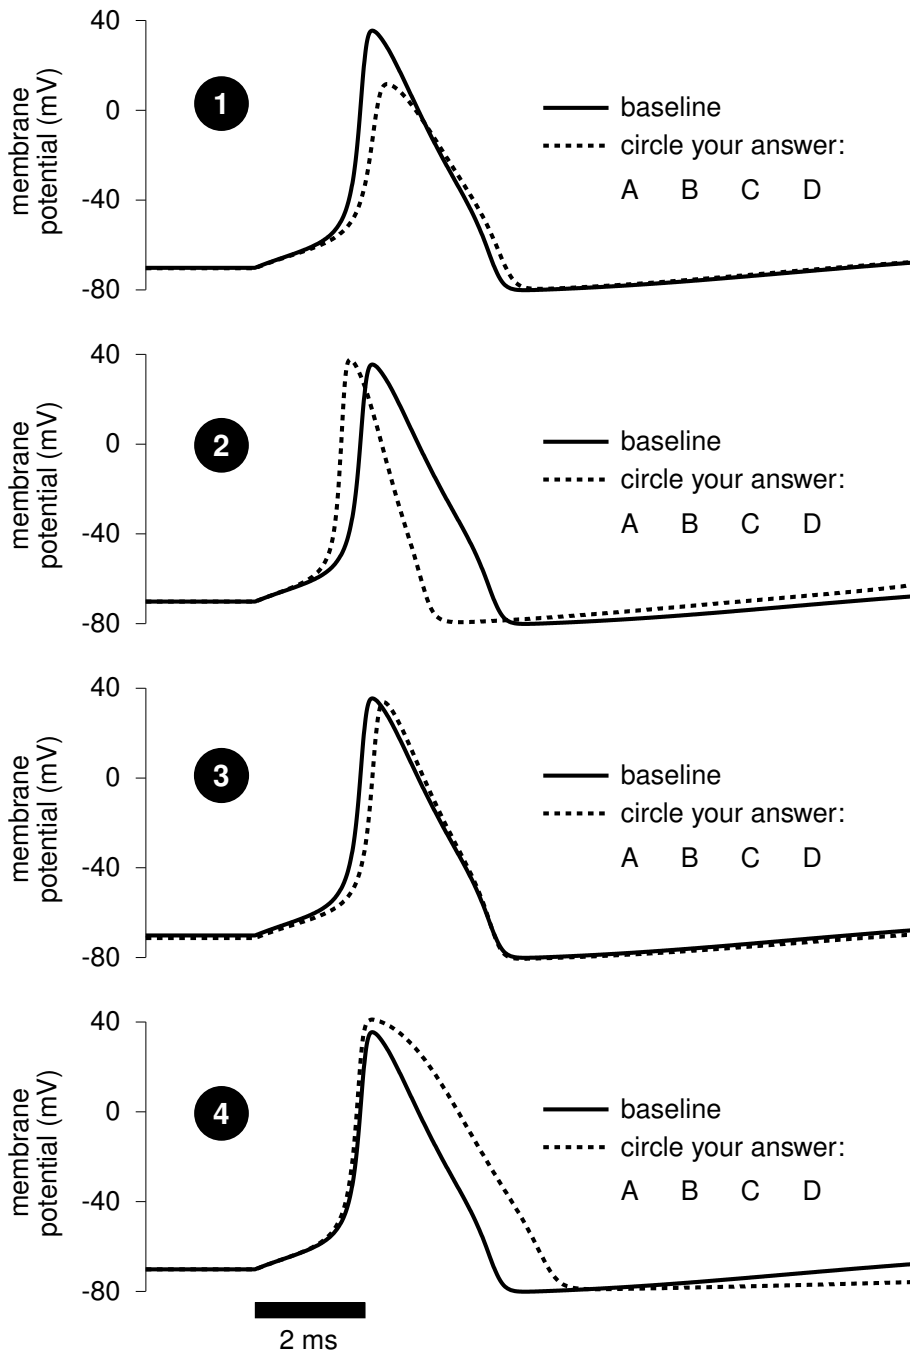 40
0
-40
-80
membrane
potential (mV)
1
baseline
circle your answer:
A B C D
40
0
-40
-80
membrane
potential (mV)
2
baseline
circle your answer:
A B C D
40
0
-40
-80
membrane
potential (mV)
3
baseline
circle your answer:
A B C D
40
0
-40
-80
membrane
potential (mV)
4
baseline
circle your answer:
A B C D
2 ms